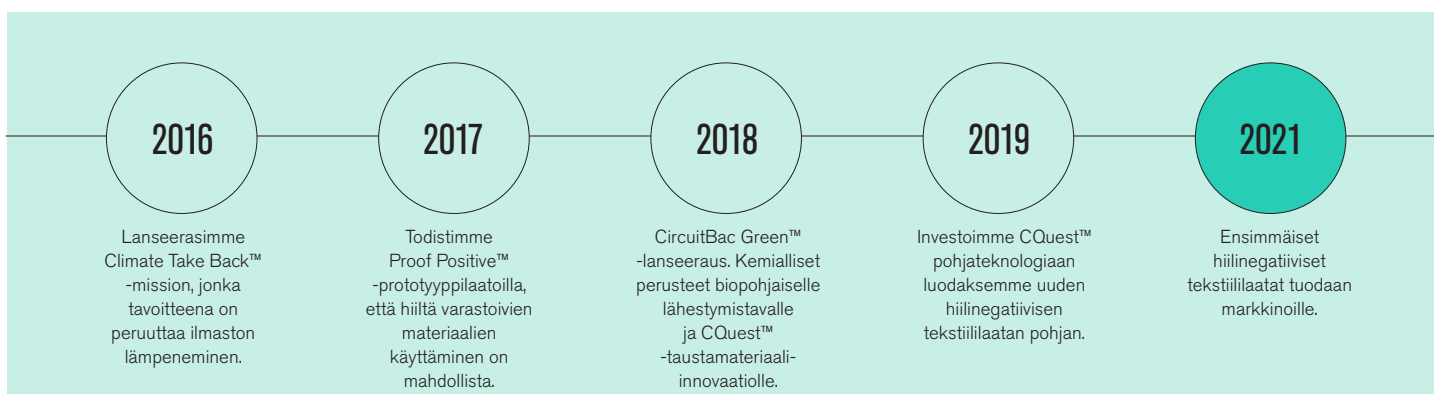 2016
Lanseerasimme
Climate Take Back™
-mission, jonka
tavoitteena on
peruuttaa ilmaston
lämpeneminen.
2017
Todistimme
Proof Positive™
-prototyyppilaatoilla,
että hiiltä varastoivien
materiaalien
käyttäminen on
mahdollista.
2018
CircuitBac Green™
-lanseeraus. Kemialliset
perusteet biopohjaiselle
lähestymistavalle
ja CQuest™
-taustamateriaali-
innovaatiolle.
2019
Investoimme CQuest™
pohjateknologiaan
luodaksemme uuden
hiilinegatiivisen
tekstiililaatan pohjan.
2021
Ensimmäiset
hiilinegatiiviset
tekstiililaatat tuodaan
markkinoille.